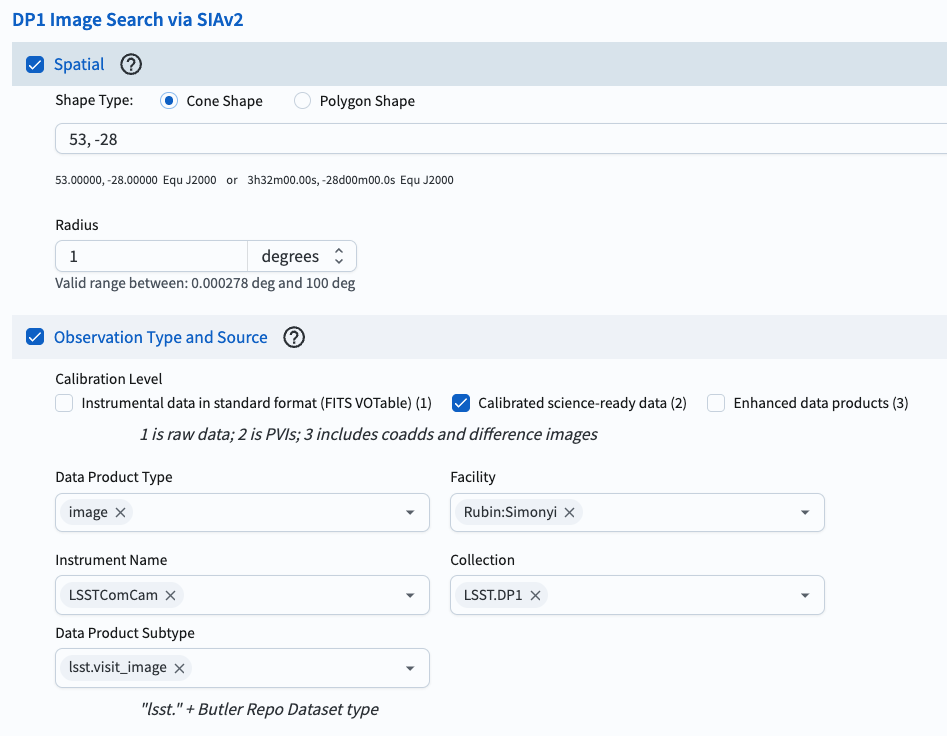 DP1 Image Search via SIAv2
Spatial ?
Shape Type: Cone Shape Polygon Shape
53, -28
53.00000, -28.00000 Equ J2000 or 3h32m00.00s, -28d00m00.0s Equ J2000
Radius
1 degrees
Valid range between: 0.000278 deg and 100 deg
Observation Type and Source ?
Calibration Level
Instrumental data in standard format (FITS VOTable) (1) Calibrated science-ready data (2) Enhanced data products (3)
1 is raw data; 2 is PVIs; 3 includes coadds and difference images
Data Product Type Facility
image Rubin:Simonyi
Instrument Name Collection
LSSTComCam LSST.DP1
Data Product Subtype
lsst.visit_image
"lsst." + Butler Repo Dataset type